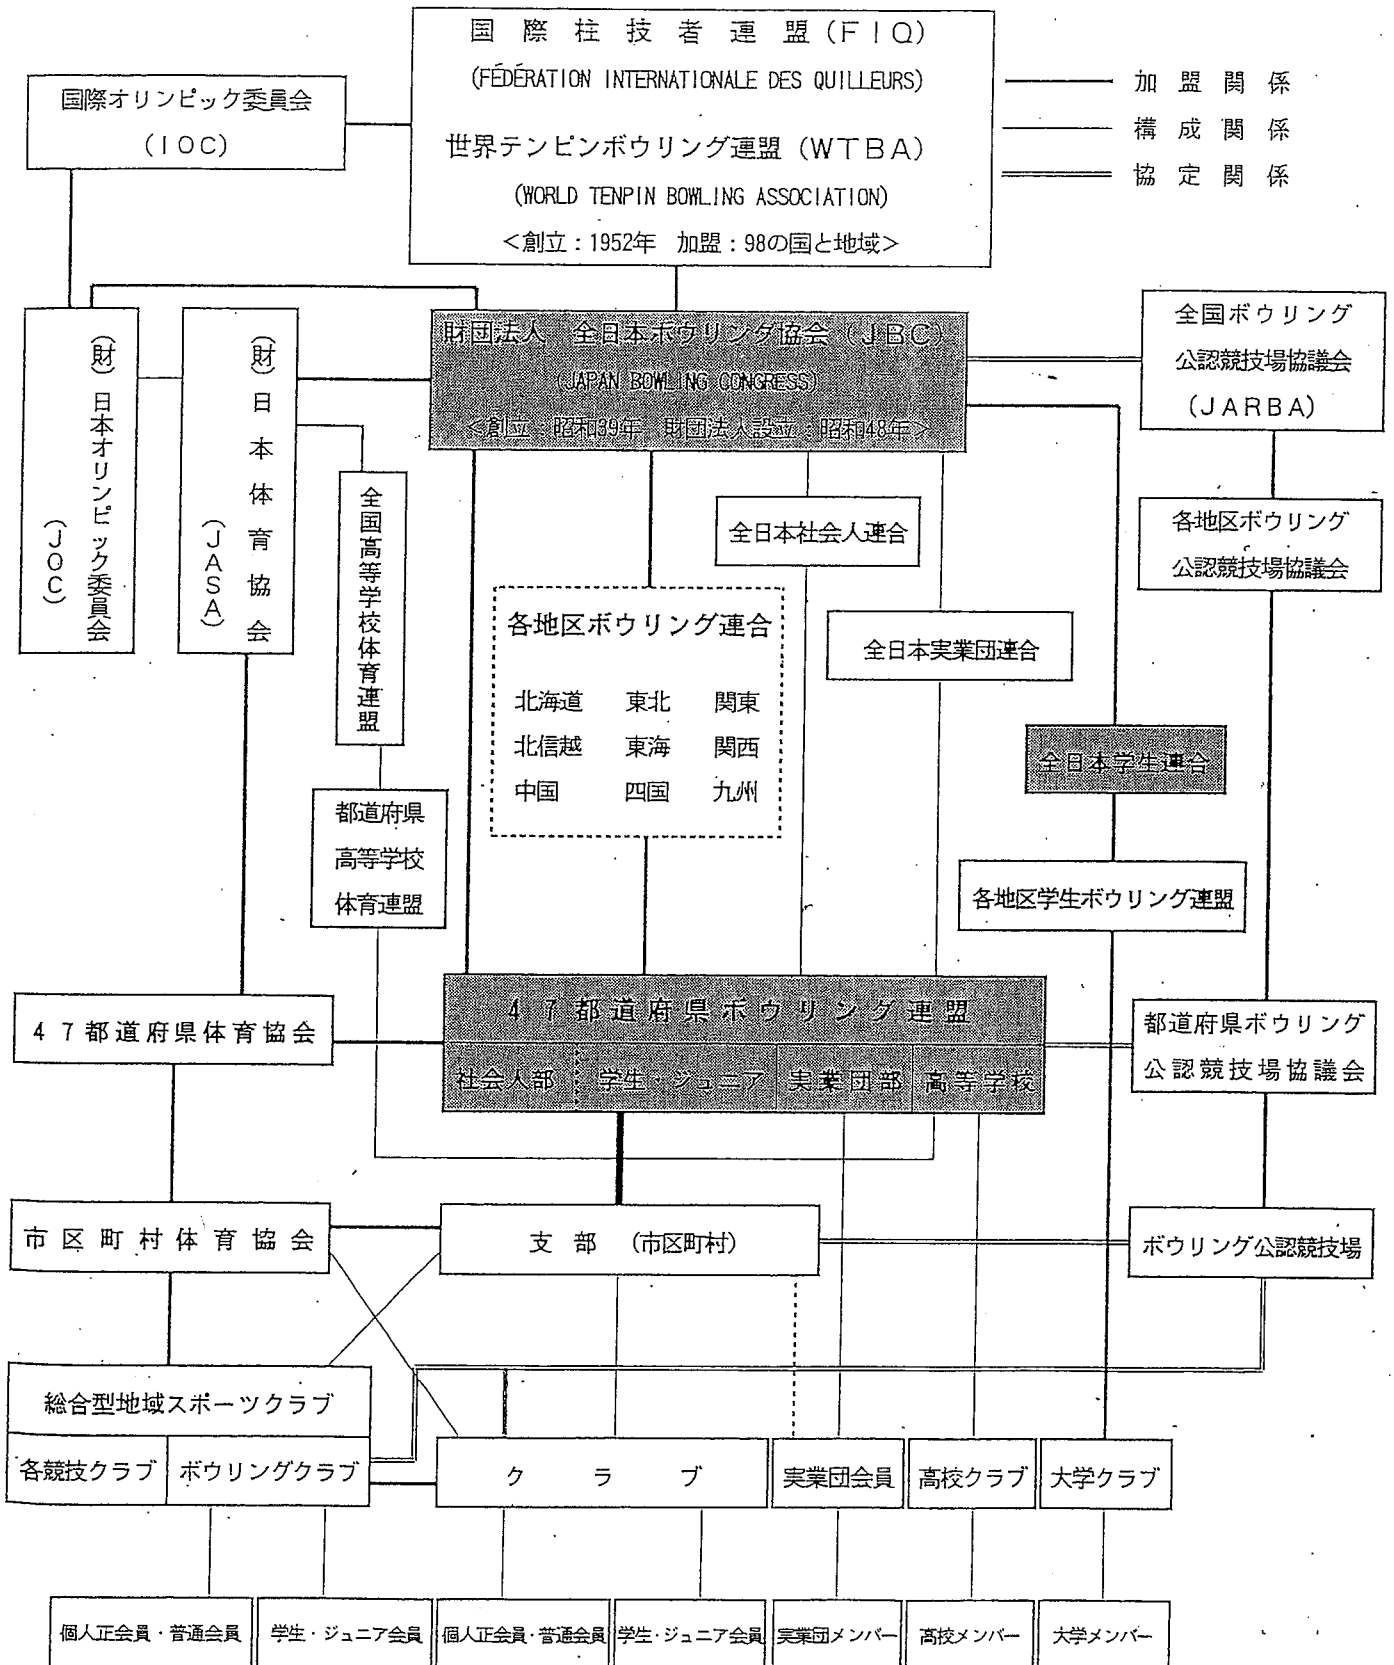 国際柱技者連盟(FIQ)
(FÉDÉRATION INTERNATIONALE DES QUILLEURS)
世界テンピンボウリング連盟(WTBA)
(WORLD TENPIN BOWLING ASSOCIATION)
<創立:1952年 加盟:98の国と地域>
国際オリンピック委員会
(IOC)
加盟関係
構成関係
協定関係
(財)日本オリンピック委員会
(JOC)
(財)日本体育協会
(JASA)
財団法人 全日本ボウリング協会(JBC)
(JAPAN BOWLING CONGRESS)
<創立:昭和39年 財団法人設立:昭和48年>
全国ボウリング
公認競技場協議会
(JARBA)
全国高等学校体育連盟
全日本社会人連合
各地区ボウリング
公認競技場協議会
各地区ボウリング連合
北海道 東北 関東
北信越 東海 関西
中国 四国 九州
全日本実業団連合
全日本学生連合
都道府県
高等学校
体育連盟
各地区学生ボウリング連盟
47都道府県体育協会
47都道府県ボウリング連盟
社会人部 学生・ジュニア 実業団部 高等学校
都道府県ボウリング
公認競技場協議会
市区町村体育協会
支部 (市区町村)
ボウリング公認競技場
総合型地域スポーツクラブ
各競技クラブ ボウリングクラブ
クラブ
実業団会員
高校クラブ
大学クラブ
個人正会員・普通会員
学生・ジュニア会員
個人正会員・普通会員
学生・ジュニア会員
実業団メンバー
高校メンバー
大学メンバー